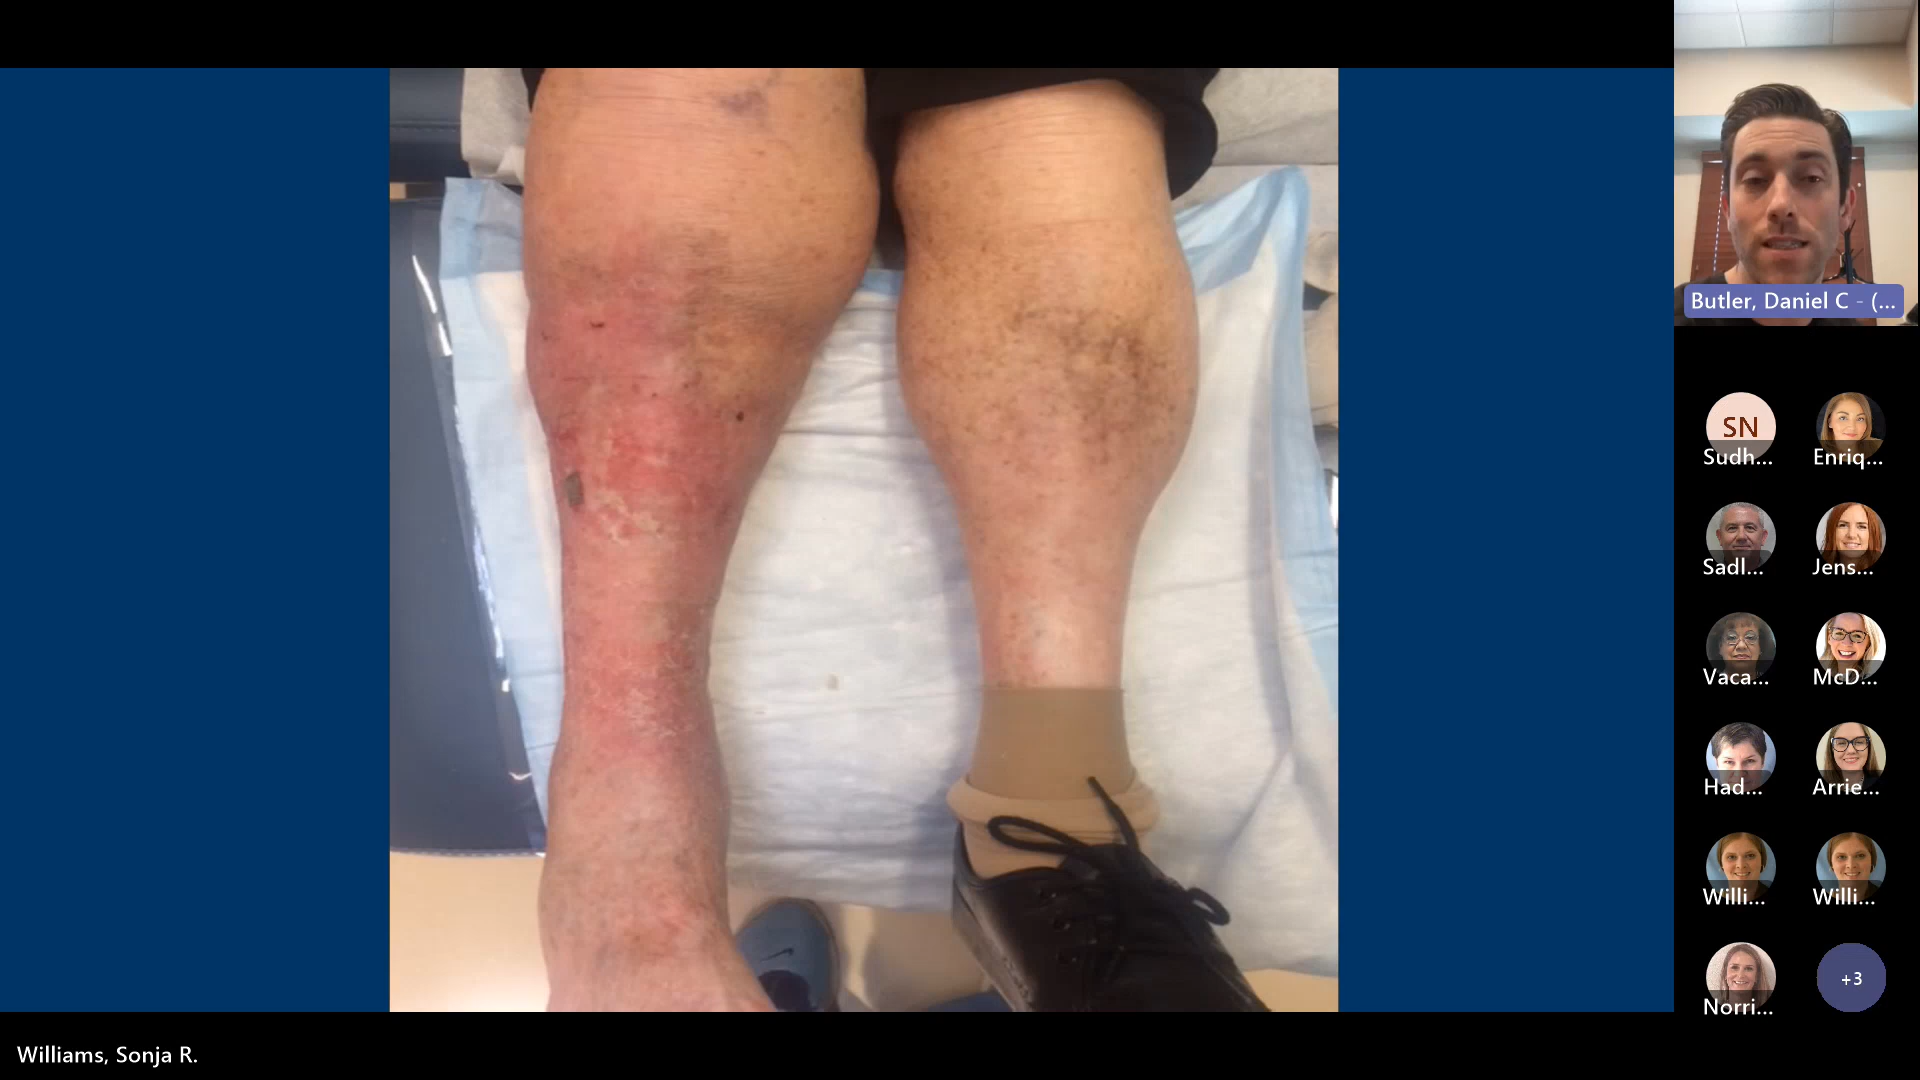 Butler, Daniel C - (...
SN
Sudh...
Enriq...
Sadl...
Jens...
Vaca...
McD...
Had...
Arrie...
Willi...
Willi...
Norri...
+3
Williams, Sonja R.